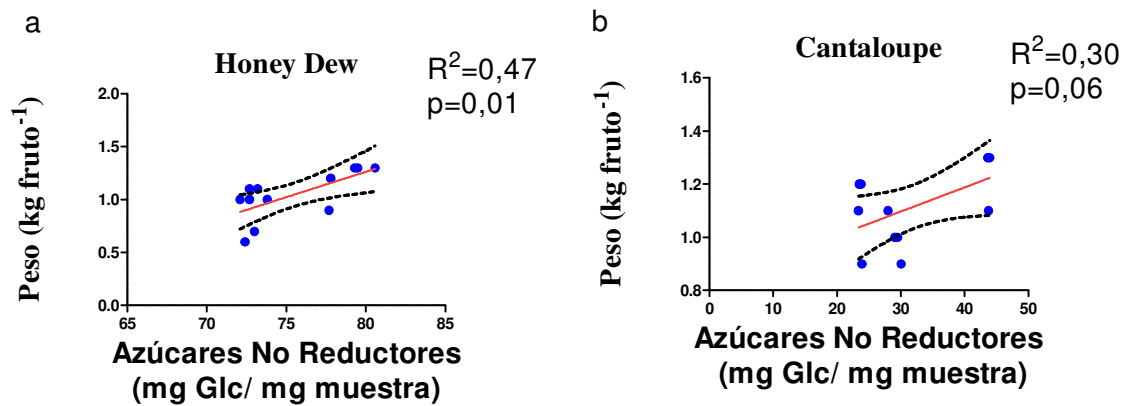 a
Honey Dew
R²=0,47
p=0,01
Peso (kg fruto⁻¹)
2.0
1.5
1.0
0.5
0.0
65 70 75 80 85
Azúcares No Reductores
(mg Glc/ mg muestra)
b
Cantaloupe
R²=0,30
p=0,06
Peso (kg fruto⁻¹)
1.6
1.4
1.2
1.0
0.8
0 10 20 30 40 50
Azúcares No Reductores
(mg Glc/ mg muestra)